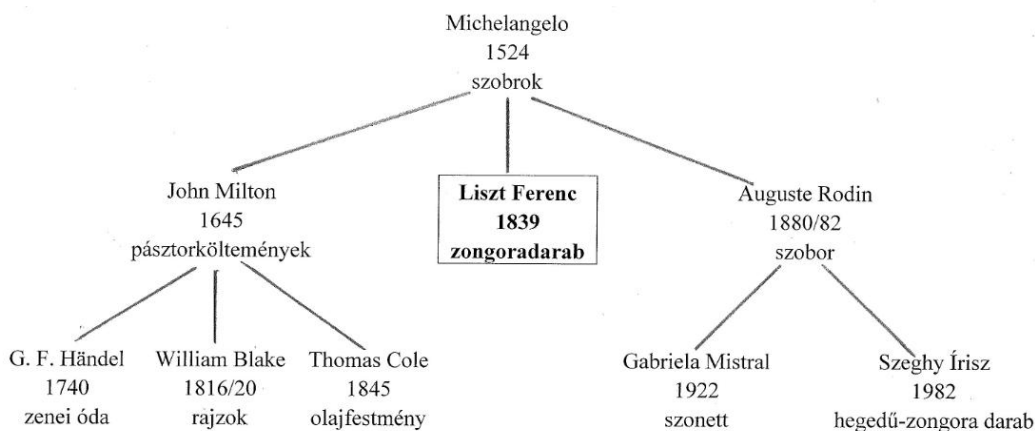 Michelangelo
1524
szobrok
John Milton
1645
pásztorköltemények
Liszt Ferenc
1839
zongoradarab
Auguste Rodin
1880/82
szobor
G. F. Händel
1740
zenei óda
William Blake
1816/20
rajzok
Thomas Cole
1845
olajfestmény
Gabriela Mistral
1922
szonett
Szeghy Írisz
1982
hegedű-zongora darab